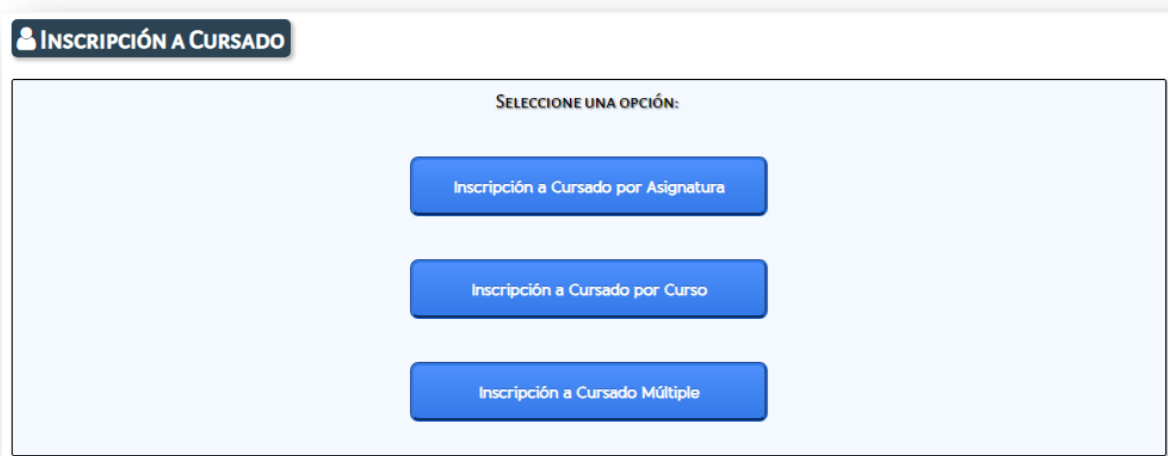 Inscripción a Cursado
Seleccione una opción:
Inscripción a Cursado por Asignatura
Inscripción a Cursado por Curso
Inscripción a Cursado Múltiple